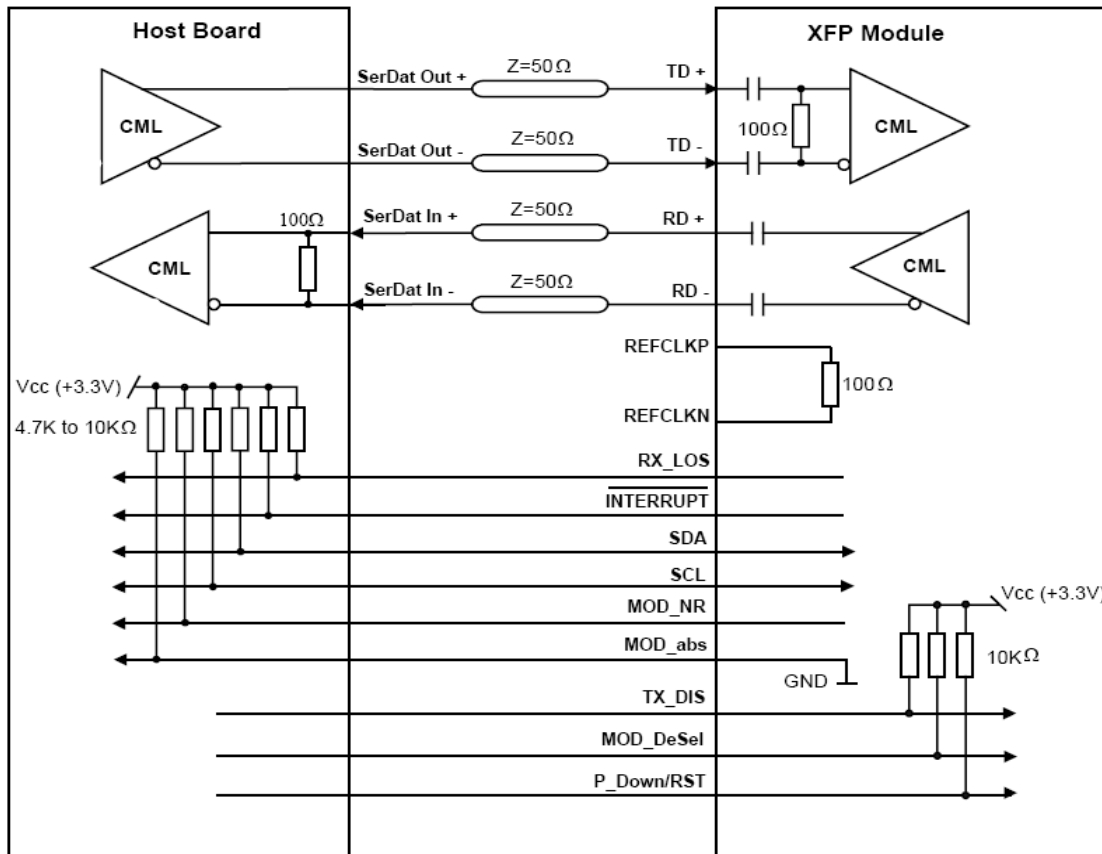 Host Board
XFP Module
SerDat Out +
Z=50Ω
TD +
CML
100Ω
CML
SerDat Out -
Z=50Ω
TD -
100Ω
SerDat In +
Z=50Ω
RD +
CML
CML
SerDat In -
Z=50Ω
RD -
REFCLKP
100Ω
REFCLKN
Vcc (+3.3V)
4.7K to 10KΩ
RX_LOS
INTERRUPT
SDA
SCL
MOD_NR
Vcc (+3.3V)
MOD_abs
10KΩ
GND
TX_DIS
MOD_DeSel
P_Down/RST